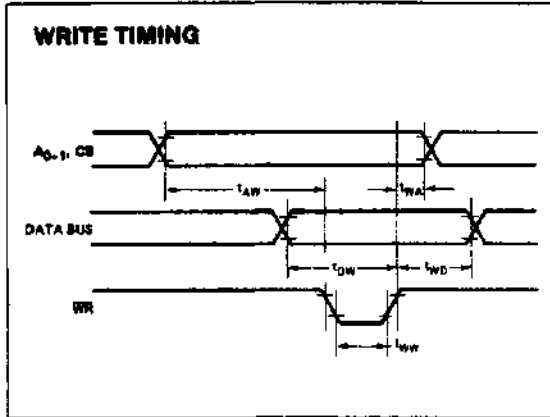 WRITE TIMING
A0-1, CS
tAW
tWA
DATA BUS
tDW
tWD
WR
tWW